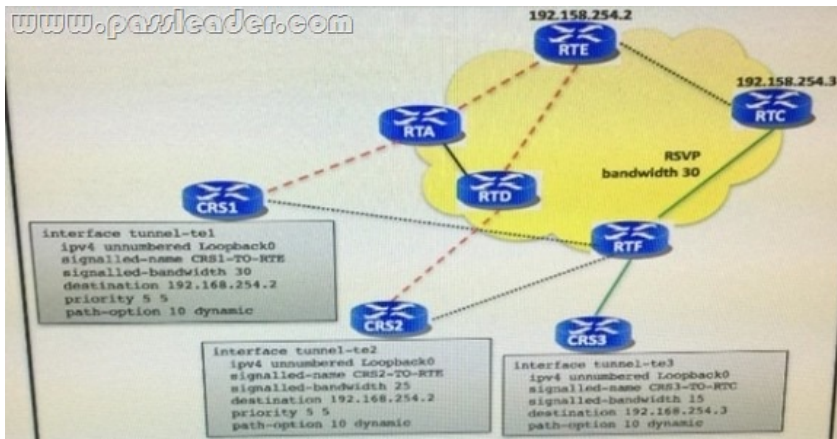 www.passleader.com
192.158.254.2
RTE
192.158.254.3
RTC
RTA
RSVP
bandwidth 30
RTD
CRS1
RTF
interface tunnel-te1
ipv4 unnumbered Loopback0
signalled-name CRS1-TO-RTE
signalled-bandwidth 30
destination 192.168.254.2
priority 5 5
path-option 10 dynamic
CRS2
CRS3
interface tunnel-te2
ipv4 unnumbered Loopback0
signalled-name CRS2-TO-RTE
signalled-bandwidth 25
destination 192.168.254.2
priority 5 5
path-option 10 dynamic
interface tunnel-te3
ipv4 unnumbered Loopback0
signalled-name CRS3-TO-RTC
signalled-bandwidth 15
destination 192.168.254.3
path-option 10 dynamic